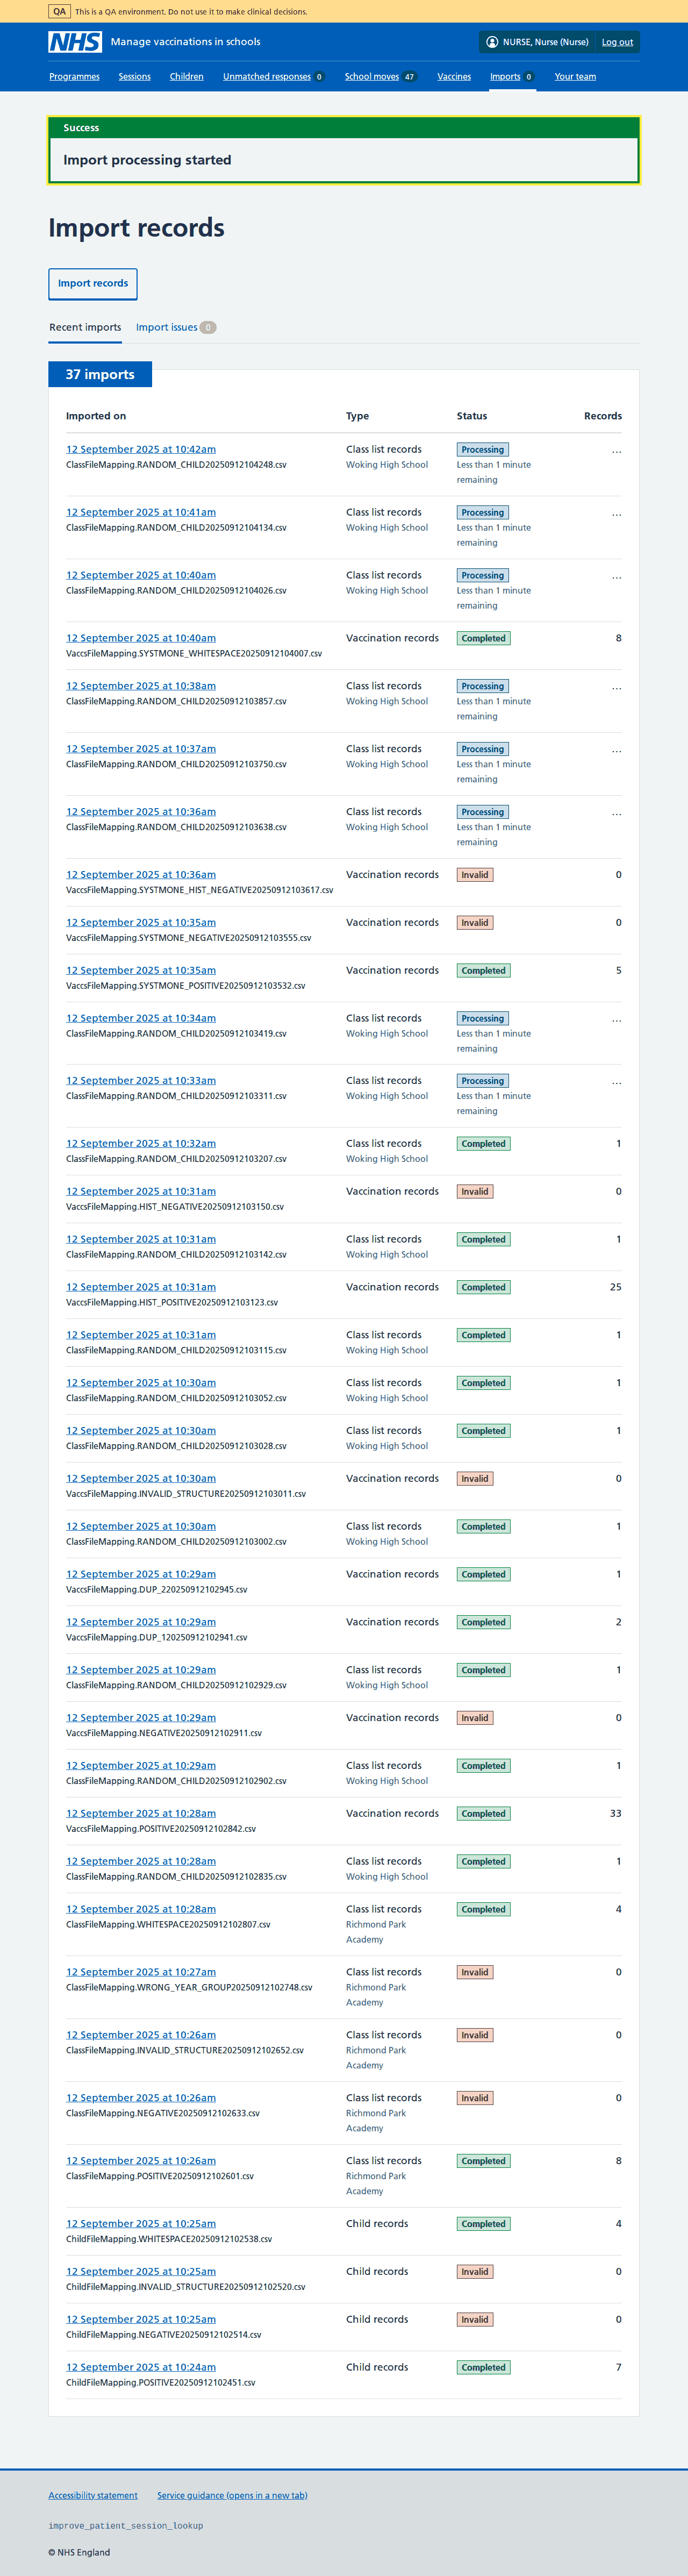 QA This is a QA environment. Do not use it to make clinical decisions.
NHS Manage vaccinations in schools NURSE, Nurse (Nurse) Log out
Programmes Sessions Children Unmatched responses 0 School moves 47 Vaccines Imports 0 Your team
Success
Import processing started
Import records
Import records
Recent imports Import issues 0
37 imports
Imported on Type Status Records
12 September 2025 at 10:42am Class list records Processing ...
ClassFileMapping.RANDOM_CHILD20250912104248.csv Woking High School Less than 1 minute
remaining
12 September 2025 at 10:41am Class list records Processing ...
ClassFileMapping.RANDOM_CHILD20250912104134.csv Woking High School Less than 1 minute
remaining
12 September 2025 at 10:40am Class list records Processing ...
ClassFileMapping.RANDOM_CHILD20250912104026.csv Woking High School Less than 1 minute
remaining
12 September 2025 at 10:40am Vaccination records Completed 8
VaccsFileMapping.SYSTMONE_WHITESPACE20250912104007.csv
12 September 2025 at 10:38am Class list records Processing ...
ClassFileMapping.RANDOM_CHILD20250912103857.csv Woking High School Less than 1 minute
remaining
12 September 2025 at 10:37am Class list records Processing ...
ClassFileMapping.RANDOM_CHILD20250912103750.csv Woking High School Less than 1 minute
remaining
12 September 2025 at 10:36am Class list records Processing ...
ClassFileMapping.RANDOM_CHILD20250912103638.csv Woking High School Less than 1 minute
remaining
12 September 2025 at 10:36am Vaccination records Invalid 0
VaccsFileMapping.SYSTMONE_HIST_NEGATIVE20250912103617.csv
12 September 2025 at 10:35am Vaccination records Invalid 0
VaccsFileMapping.SYSTMONE_NEGATIVE20250912103555.csv
12 September 2025 at 10:35am Vaccination records Completed 5
VaccsFileMapping.SYSTMONE_POSITIVE20250912103532.csv
12 September 2025 at 10:34am Class list records Processing ...
ClassFileMapping.RANDOM_CHILD20250912103419.csv Woking High School Less than 1 minute
remaining
12 September 2025 at 10:33am Class list records Processing ...
ClassFileMapping.RANDOM_CHILD20250912103311.csv Woking High School Less than 1 minute
remaining
12 September 2025 at 10:32am Class list records Completed 1
ClassFileMapping.RANDOM_CHILD20250912103207.csv Woking High School
12 September 2025 at 10:31am Vaccination records Invalid 0
VaccsFileMapping.HIST_NEGATIVE20250912103150.csv
12 September 2025 at 10:31am Class list records Completed 1
ClassFileMapping.RANDOM_CHILD20250912103142.csv Woking High School
12 September 2025 at 10:31am Vaccination records Completed 25
VaccsFileMapping.HIST_POSITIVE20250912103123.csv
12 September 2025 at 10:31am Class list records Completed 1
ClassFileMapping.RANDOM_CHILD20250912103115.csv Woking High School
12 September 2025 at 10:30am Class list records Completed 1
ClassFileMapping.RANDOM_CHILD20250912103052.csv Woking High School
12 September 2025 at 10:30am Class list records Completed 1
ClassFileMapping.RANDOM_CHILD20250912103028.csv Woking High School
12 September 2025 at 10:30am Vaccination records Invalid 0
VaccsFileMapping.INVALID_STRUCTURE20250912103011.csv
12 September 2025 at 10:30am Class list records Completed 1
ClassFileMapping.RANDOM_CHILD20250912103002.csv Woking High School
12 September 2025 at 10:29am Vaccination records Completed 1
VaccsFileMapping.DUP_220250912102945.csv
12 September 2025 at 10:29am Vaccination records Completed 2
VaccsFileMapping.DUP_120250912102941.csv
12 September 2025 at 10:29am Class list records Completed 1
ClassFileMapping.RANDOM_CHILD20250912102929.csv Woking High School
12 September 2025 at 10:29am Vaccination records Invalid 0
VaccsFileMapping.NEGATIVE20250912102911.csv
12 September 2025 at 10:29am Class list records Completed 1
ClassFileMapping.RANDOM_CHILD20250912102902.csv Woking High School
12 September 2025 at 10:28am Vaccination records Completed 33
VaccsFileMapping.POSITIVE20250912102842.csv
12 September 2025 at 10:28am Class list records Completed 1
ClassFileMapping.RANDOM_CHILD20250912102835.csv Woking High School
12 September 2025 at 10:28am Class list records Completed 4
ClassFileMapping.WHITESPACE20250912102807.csv Richmond Park
Academy
12 September 2025 at 10:27am Class list records Invalid 0
ClassFileMapping.WRONG_YEAR_GROUP20250912102748.csv Richmond Park
Academy
12 September 2025 at 10:26am Class list records Invalid 0
ClassFileMapping.INVALID_STRUCTURE20250912102652.csv Richmond Park
Academy
12 September 2025 at 10:26am Class list records Invalid 0
ClassFileMapping.NEGATIVE20250912102633.csv Richmond Park
Academy
12 September 2025 at 10:26am Class list records Completed 8
ClassFileMapping.POSITIVE20250912102601.csv Richmond Park
Academy
12 September 2025 at 10:25am Child records Completed 4
ChildFileMapping.WHITESPACE20250912102538.csv
12 September 2025 at 10:25am Child records Invalid 0
ChildFileMapping.INVALID_STRUCTURE20250912102520.csv
12 September 2025 at 10:25am Child records Invalid 0
ChildFileMapping.NEGATIVE20250912102514.csv
12 September 2025 at 10:24am Child records Completed 7
ChildFileMapping.POSITIVE20250912102451.csv
Accessibility statement Service guidance (opens in a new tab)
improve_patient_session_lookup
© NHS England